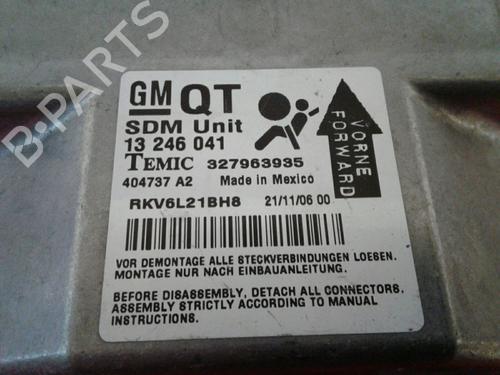 B-PARTS
GM QT
SDM Unit
13 246 041
TEMIC 327963935
404737 A2 Made in Mexico
VORNE
FORWARD
RKV6L21BH8 21/11/06 00
VOR DEMONTAGE ALLE STECKVERBINDUNGEN LOESEN.
MONTAGE NUR NACH EINBAUANLEITUNG.
BEFORE DISASSEMBLY, DETACH ALL CONNECTORS.
ASSEMBLY STRICTLY ACCORDING TO MANUAL
INSTRUCTIONS.